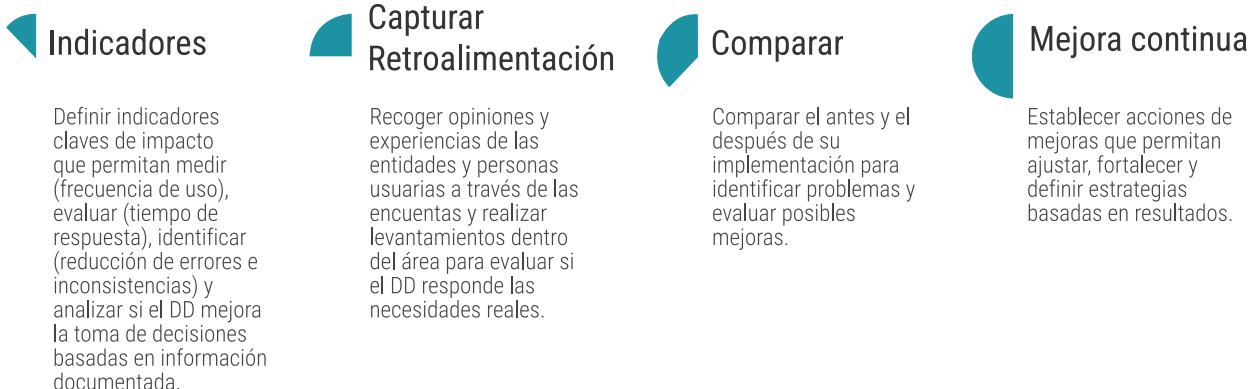 Indicadores
Definir indicadores
claves de impacto
que permitan medir
(frecuencia de uso),
evaluar (tiempo de
respuesta), identificar
(reducción de errores e
inconsistencias) y
analizar si el DD mejora
la toma de decisiones
basadas en información
documentada.
Capturar
Retroalimentación
Recoger opiniones y
experiencias de las
entidades y personas
usuarias a través de las
encuentas y realizar
levantamientos dentro
del área para evaluar si
el DD responde las
necesidades reales.
Comparar
Comparar el antes y el
después de su
implementación para
identificar problemas y
evaluar posibles
mejoras.
Mejora continua
Establecer acciones de
mejoras que permitan
ajustar, fortalecer y
definir estrategias
basadas en resultados.